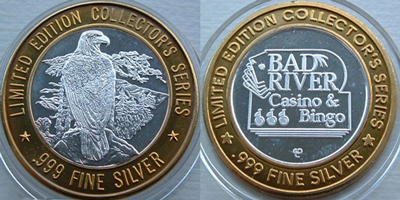 LIMITED EDITION COLLECTOR'S SERIES
.999 FINE SILVER
LIMITED EDITION COLLECTOR'S SERIES
BAD
RIVER
Casino &
Bingo
.999 FINE SILVER